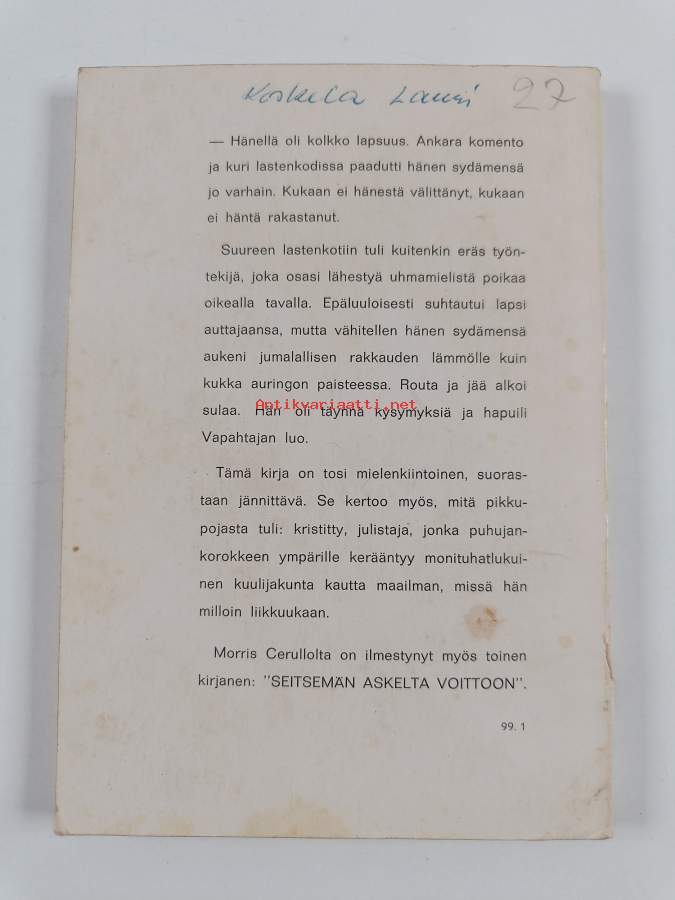 Koskela Lauri 27
— Hänellä oli kolkko lapsuus. Ankara komento
ja kuri lastenkodissa paadutti hänen sydämensä
jo varhain. Kukaan ei hänestä välittänyt, kukaan
ei häntä rakastanut.
Suureen lastenkotiin tuli kuitenkin eräs työn-
tekijä, joka osasi lähestyä uhmamielistä poikaa
oikealla tavalla. Epäluuloisesti suhtautui lapsi
auttajaansa, mutta vähitellen hänen sydämensä
aukeni jumalallisen rakkauden lämmölle kuin
kukka auringon paisteessa. Routa ja jää alkoi
Antikvariaatti.net
sulaa. Hän oli täynnä kysymyksiä ja hapuili
Vapahtajan luo.
Tämä kirja on tosi mielenkiintoinen, suoras-
taan jännittävä. Se kertoo myös, mitä pikku-
pojasta tuli: kristitty, julistaja, jonka puhujan-
korokkeen ympärille kerääntyy monituhatlukui-
nen kuulijakunta kautta maailman, missä hän
milloin liikkuukaan.
Morris Cerullolta on ilmestynyt myös toinen
kirjanen: "SEITSEMÄN ASKELTA VOITTOON".
99. 1